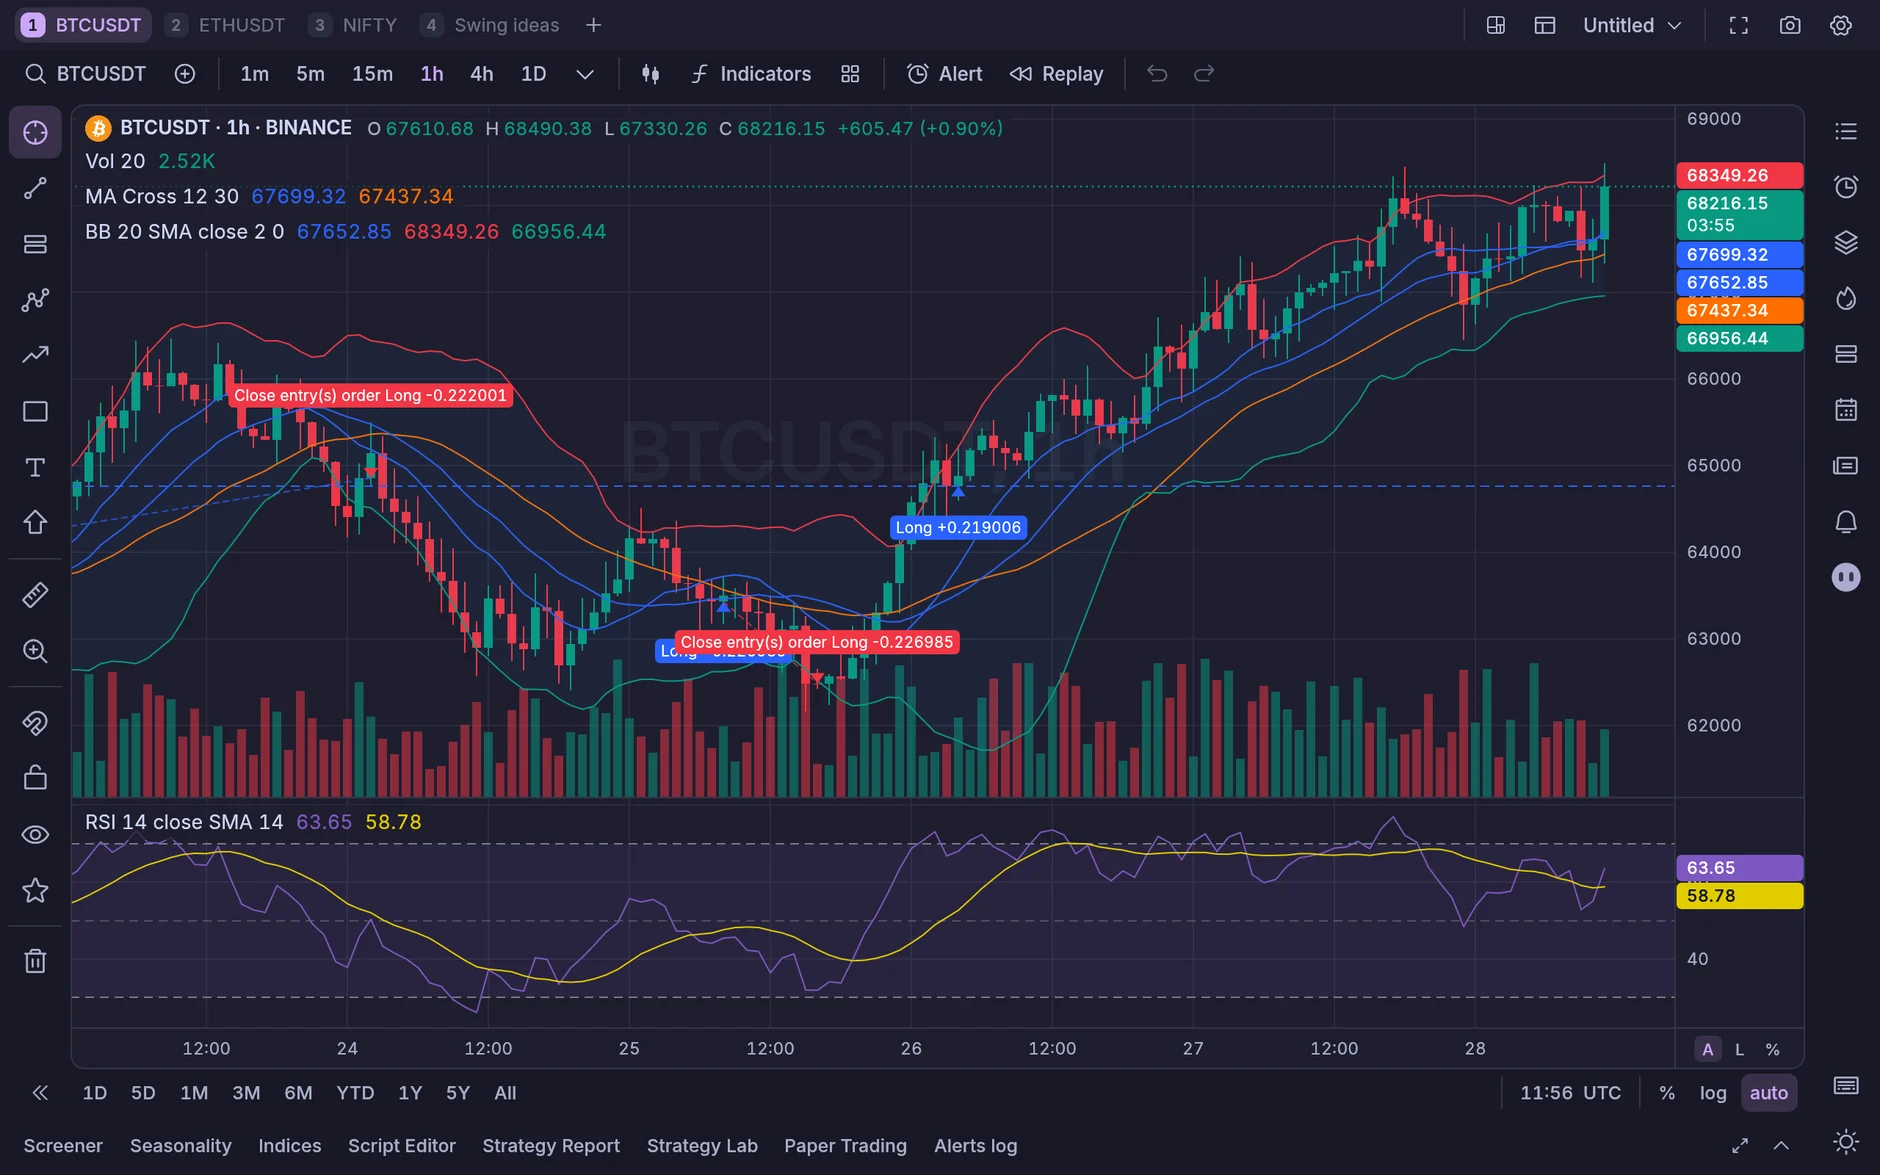 1 BTCUSDT 2 ETHUSDT 3 NIFTY 4 Swing ideas + Untitled
BTCUSDT 1m 5m 15m 1h 4h 1D Indicators Alert Replay
BTCUSDT · 1h · BINANCE O 67610.68 H 68490.38 L 67330.26 C 68216.15 +605.47 (+0.90%)
Vol 20 2.52K
MA Cross 12 30 67699.32 67437.34
BB 20 SMA close 2 0 67652.85 68349.26 66956.44
69000
68349.26
68216.15
03:55
67699.32
67652.85
67437.34
66956.44
66000
65000
64000
63000
62000
BTCUSDT, 1h
Close entry(s) order Long -0.222001
Long +0.219006
Close entry(s) order Long -0.226985
RSI 14 close SMA 14 63.65 58.78
63.65
58.78
40
12:00 24 12:00 25 12:00 26 12:00 27 12:00 28 A L %
1D 5D 1M 3M 6M YTD 1Y 5Y All 11:56 UTC % log auto
Screener Seasonality Indices Script Editor Strategy Report Strategy Lab Paper Trading Alerts log